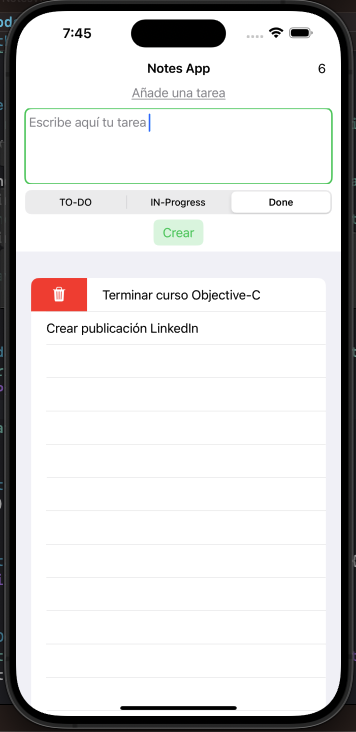 7:45
Notes App 6
Añade una tarea
Escribe aquí tu tarea
TO-DO IN-Progress Done
Crear
Terminar curso Objective-C
Crear publicación LinkedIn